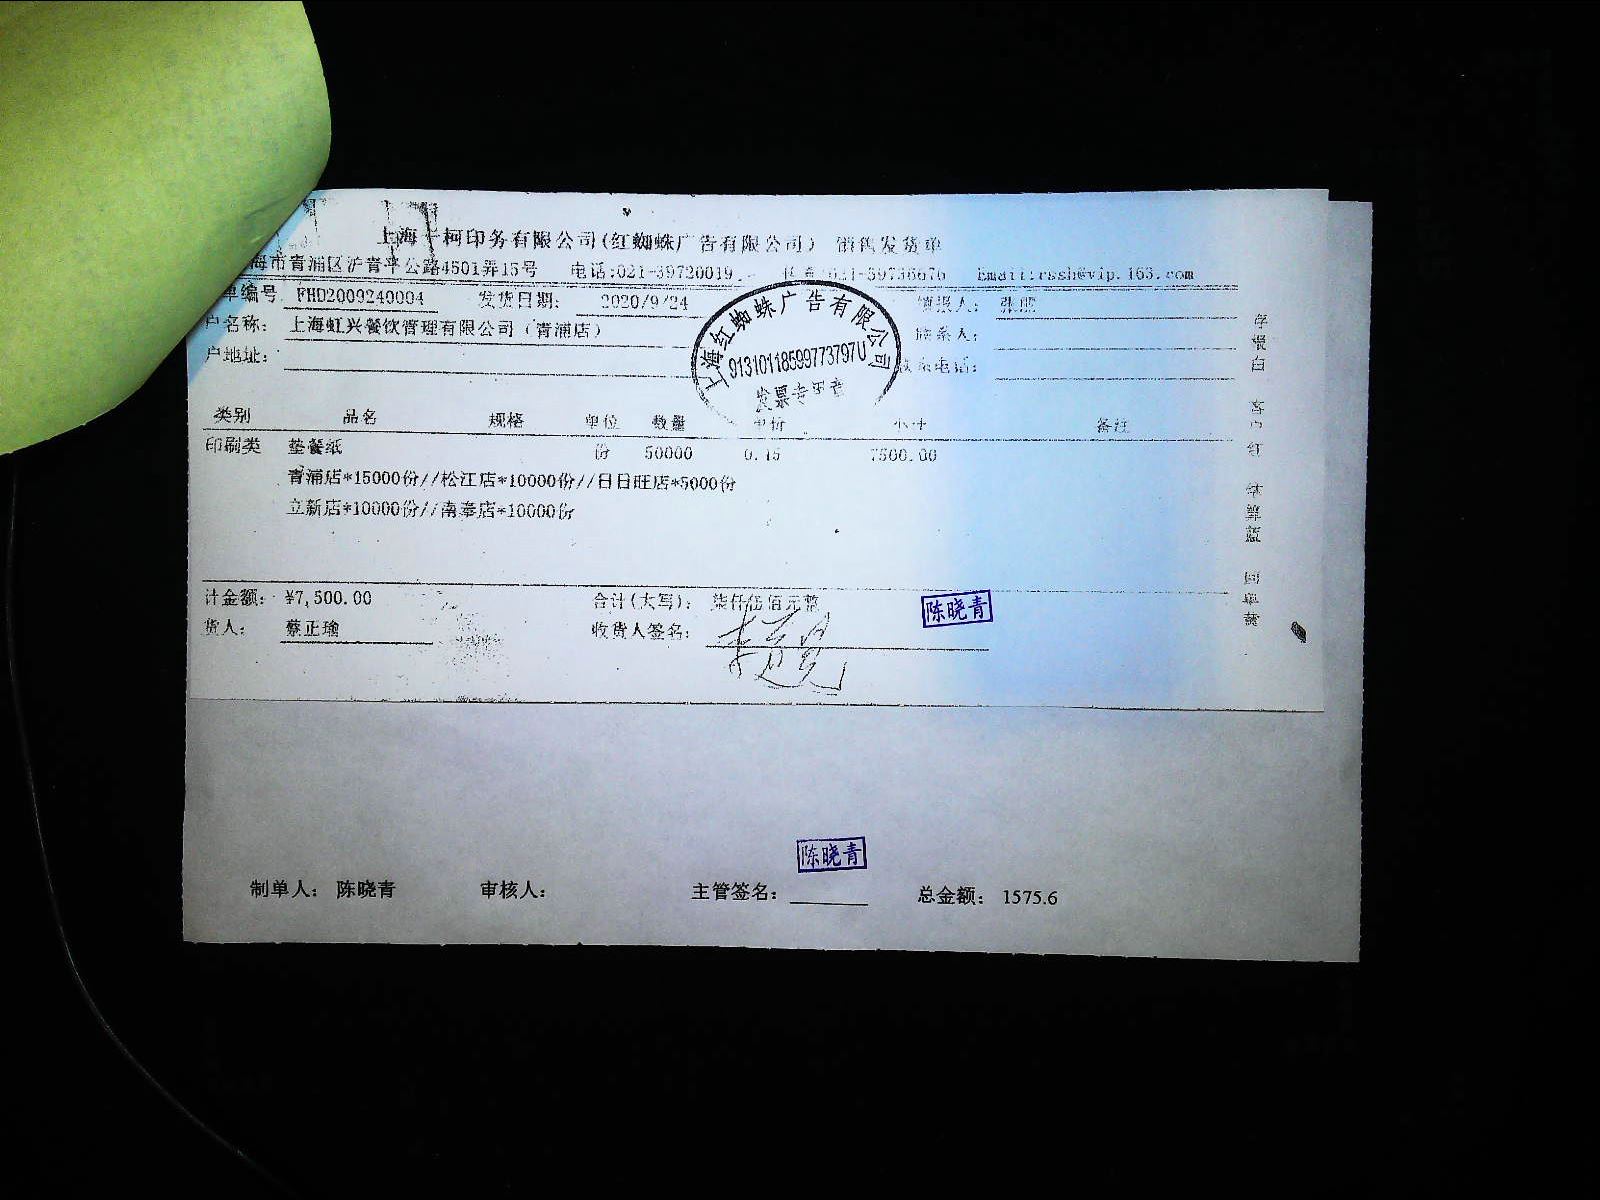 上海一柯印务有限公司(红蜘蛛广告有限公司) 销售发货单
海市青浦区沪青平公路4501弄15号 电话:021-39720019 Email:rssh@vip.163.com
单编号 FHD2009240004 发货日期: 2020/9/24 填报人:
户名称: 上海虹兴餐饮管理有限公司(青浦店) 联系人:
户地址: 联系电话:
上海红蜘蛛广告有限公司
91310118599773797U
发票专用章
类别 品名 规格 单位 数量 单价 小计 备注
印刷类 垫餐纸 份 50000 0.15 7500.00
青浦店*15000份//松江店*10000份//日日旺店*5000份
立新店*10000份//南奉店*10000份
计金额: ¥7,500.00 合计(大写): 柒仟伍佰元整 陈晓青
货人: 蔡正瑜 收货人签名:
存根白 客户红 结算蓝 回单黄
陈晓青
制单人: 陈晓青 审核人: 主管签名: 总金额: 1575.6